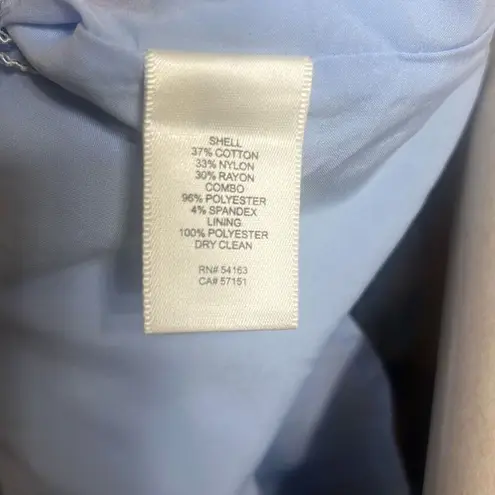 SHELL
37% COTTON
33% NYLON
30% RAYON
COMBO
96% POLYESTER
4% SPANDEX
LINING
100% POLYESTER
DRY CLEAN
RN# 54163
CA# 57151